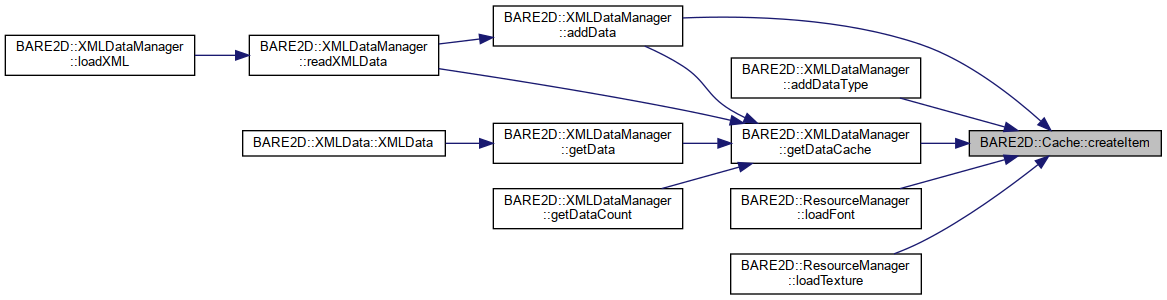 BARE2D::XMLDataManager
::loadXML
BARE2D::XMLDataManager
::readXMLData
BARE2D::XMLDataManager
::addData
BARE2D::XMLDataManager
::addDataType
BARE2D::XMLData::XMLData
BARE2D::XMLDataManager
::getData
BARE2D::XMLDataManager
::getDataCache
BARE2D::Cache::createItem
BARE2D::XMLDataManager
::getDataCount
BARE2D::ResourceManager
::loadFont
BARE2D::ResourceManager
::loadTexture